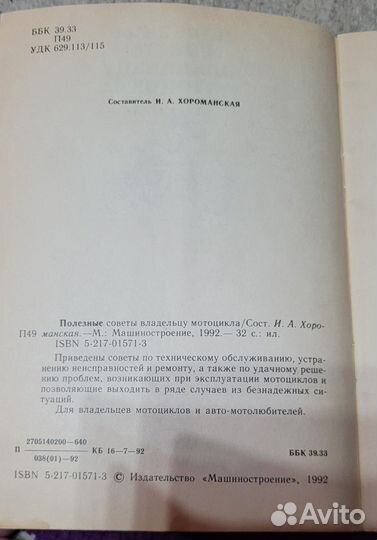 ББК 39.33
П49
УДК 629.113/115
Составитель И. А. ХОРОМАНСКАЯ
Полезные советы владельцу мотоцикла/Сост. И. А. Хоро-
П49 манская.—М.: Машиностроение, 1992.— 32 с.: ил.
ISBN 5-217-01571-3
Приведены советы по техническому обслуживанию, устра-
нению неисправностей и ремонту, а также по удачному реше-
нию проблем, возникающих при эксплуатации мотоциклов и
позволяющие выходить в ряде случаев из безнадежных си-
туаций.
Для владельцев мотоциклов и авто-мотолюбителей.
2705140200—640
П КБ 16—7—92 ББК 39.33
038(01)—92
ISBN 5-217-01571-3 © Издательство «Машиностроение», 1992
Avito